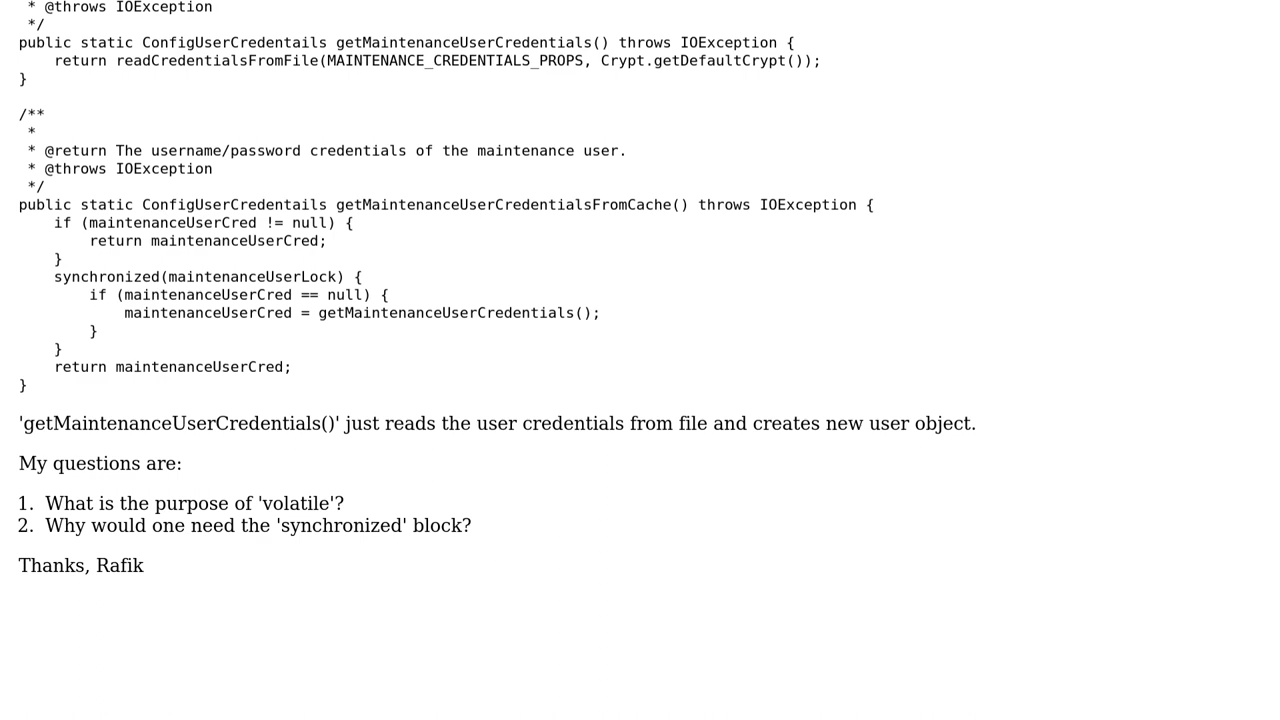 * @throws IOException
 */
public static ConfigUserCredentails getMaintenanceUserCredentials() throws IOException {
    return readCredentialsFromFile(MAINTENANCE_CREDENTIALS_PROPS, Crypt.getDefaultCrypt());
}

/**
 *
 * @return The username/password credentials of the maintenance user.
 * @throws IOException
 */
public static ConfigUserCredentails getMaintenanceUserCredentialsFromCache() throws IOException {
    if (maintenanceUserCred != null) {
        return maintenanceUserCred;
    }
    synchronized(maintenanceUserLock) {
        if (maintenanceUserCred == null) {
            maintenanceUserCred = getMaintenanceUserCredentials();
        }
    }
    return maintenanceUserCred;
}
'getMaintenanceUserCredentials()' just reads the user credentials from file and creates new user object.
My questions are:
1. What is the purpose of 'volatile'?
2. Why would one need the 'synchronized' block?
Thanks, Rafik